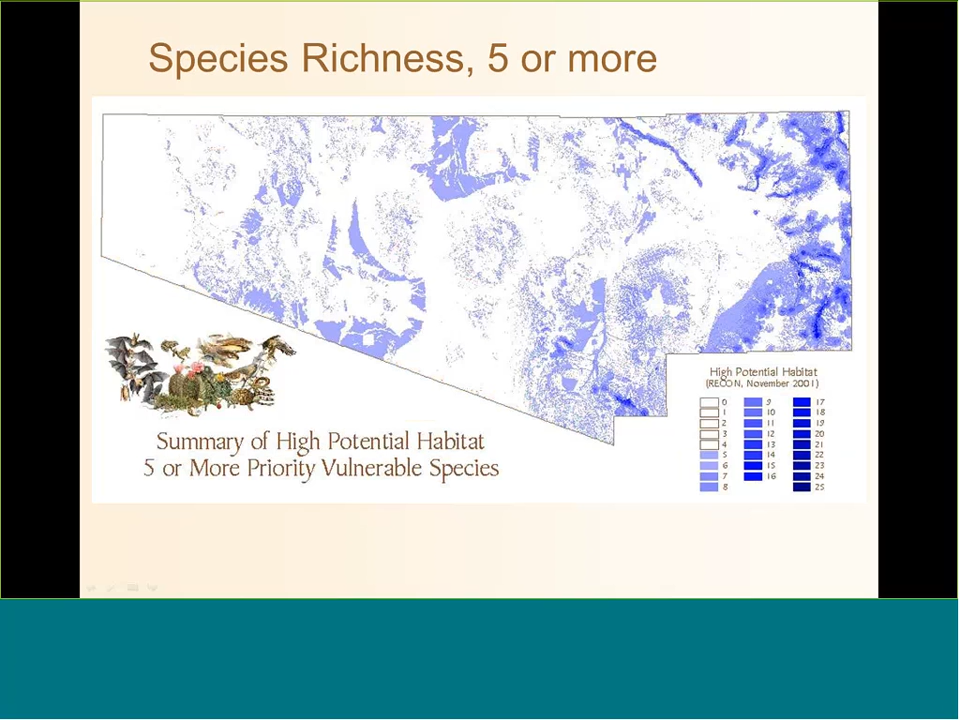 Species Richness, 5 or more
High Potential Habitat
(RECON, November 2001)
0 9 17
1 10 18
2 11 19
3 12 20
4 13 21
5 14 22
6 15 23
7 16 24
8 25
Summary of High Potential Habitat
5 or More Priority Vulnerable Species